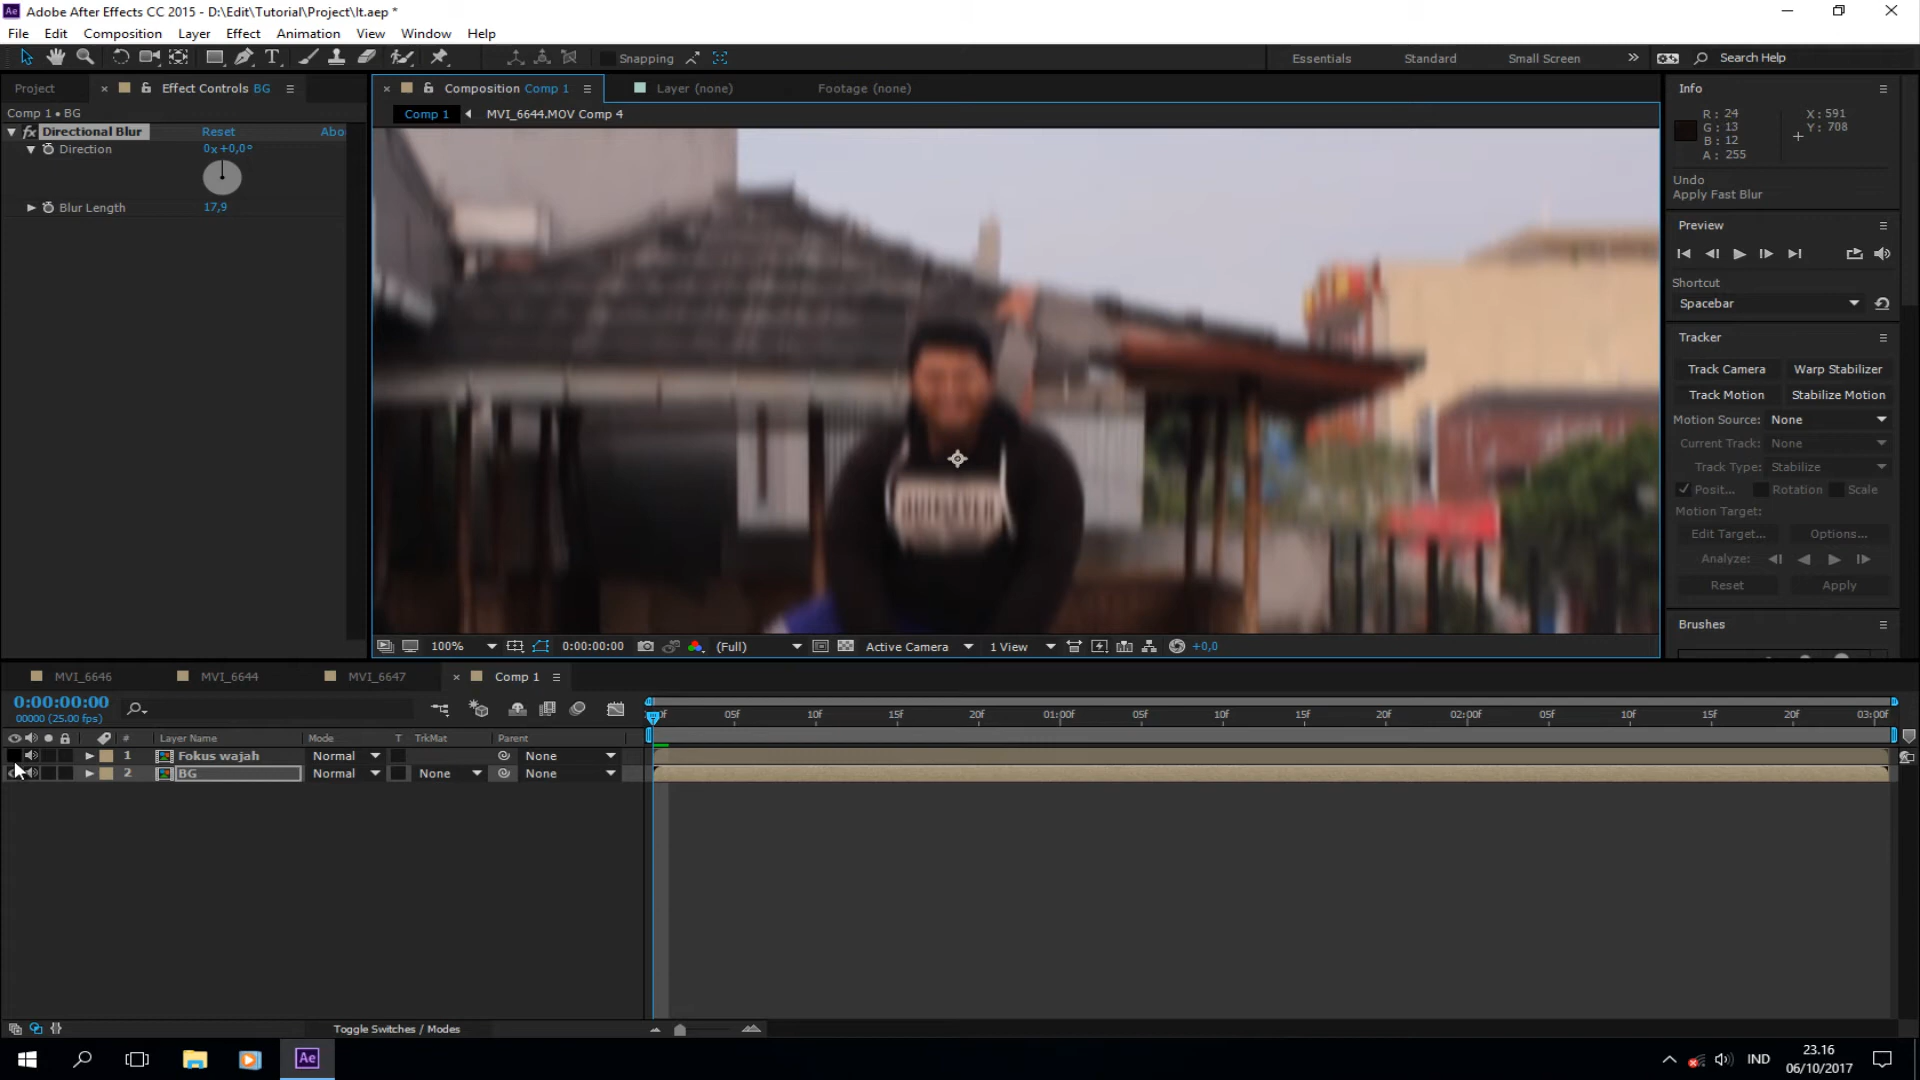 Adobe After Effects CC 2015 - D:\Edit\Tutorial\Project\lt.aep *
File Edit Composition Layer Effect Animation View Window Help
Snapping Essentials Standard Small Screen Search Help
Project Effect Controls BG Composition Comp 1 Layer (none) Footage (none) Info
Comp 1 • BG Comp 1 MVI_6644.MOV Comp 4
fx Directional Blur Reset Abo
Direction 0x+0,0°
Blur Length 17,9
R: 24 X: 591
G: 13 Y: 708
B: 12
A: 255
Undo
Apply Fast Blur
Preview
Shortcut
Spacebar
Tracker
Track Camera Warp Stabilizer
Track Motion Stabilize Motion
Motion Source: None
Current Track: None
Track Type: Stabilize
Posit... Rotation Scale
Motion Target:
Edit Target... Options...
Analyze:
Reset Apply
Brushes
100% 0:00:00:00 (Full) Active Camera 1 View +0,0
MVI_6646 MVI_6644 MVI_6647 Comp 1
0:00:00:00
00000 (25.00 fps)
05f 10f 15f 20f 01:00f 05f 10f 15f 20f 02:00f 05f 10f 15f 20f 03:00f
# Layer Name Mode T TrkMat Parent
1 Fokus wajah Normal None
2 BG Normal None None
Toggle Switches / Modes
Ae IND 23.16
06/10/2017